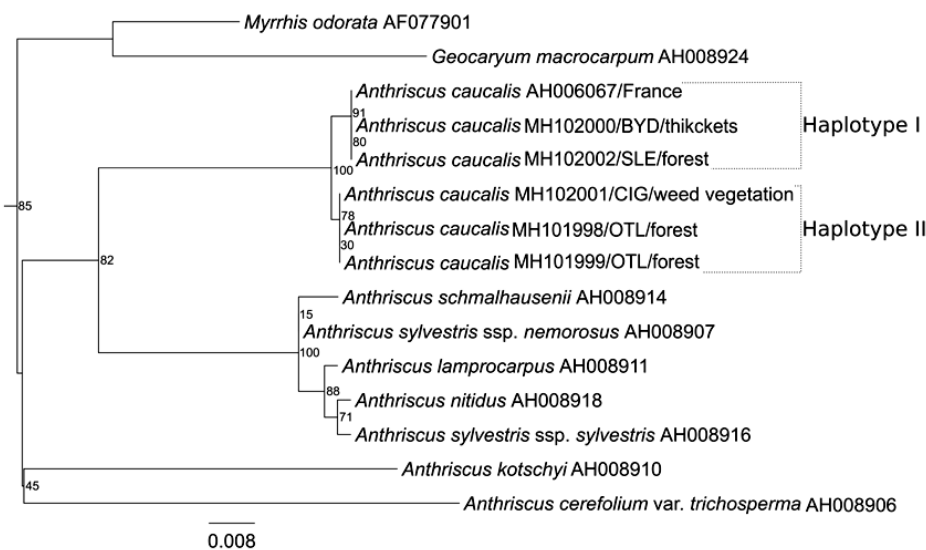 Myrrhis odorata AF077901
Geocaryum macrocarpum AH008924
Anthriscus caucalis AH006067/France
91
Anthriscus caucalis MH102000/BYD/thikckets
Haplotype I
80
Anthriscus caucalis MH102002/SLE/forest
100
Anthriscus caucalis MH102001/CIG/weed vegetation
85
78
Anthriscus caucalis MH101998/OTL/forest
Haplotype II
30
Anthriscus caucalis MH101999/OTL/forest
82
Anthriscus schmalhausenii AH008914
15
Anthriscus sylvestris ssp. nemorosus AH008907
100
Anthriscus lamprocarpus AH008911
88
Anthriscus nitidus AH008918
71
Anthriscus sylvestris ssp. sylvestris AH008916
Anthriscus kotschyi AH008910
45
Anthriscus cerefolium var. trichosperma AH008906
0.008